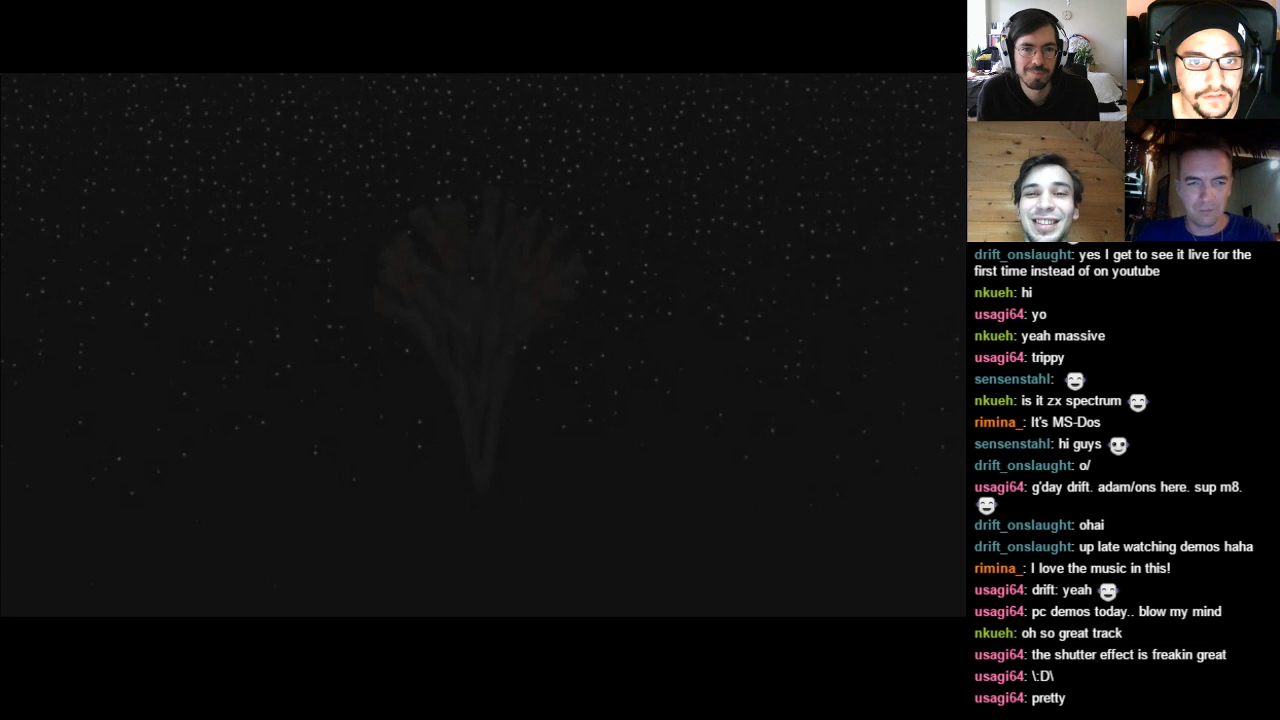 drift_onslaught: yes I get to see it live for the
first time instead of on youtube
nkueh: hi
usagi64: yo
nkueh: yeah massive
usagi64: trippy
sensenstahl:
nkueh: is it zx spectrum
rimina_: It's MS-Dos
sensenstahl: hi guys
drift_onslaught: o/
usagi64: g'day drift. adam/ons here. sup m8.
drift_onslaught: ohai
drift_onslaught: up late watching demos haha
rimina_: I love the music in this!
usagi64: drift: yeah
usagi64: pc demos today.. blow my mind
nkueh: oh so great track
usagi64: the shutter effect is freakin great
usagi64: \:D\
usagi64: pretty